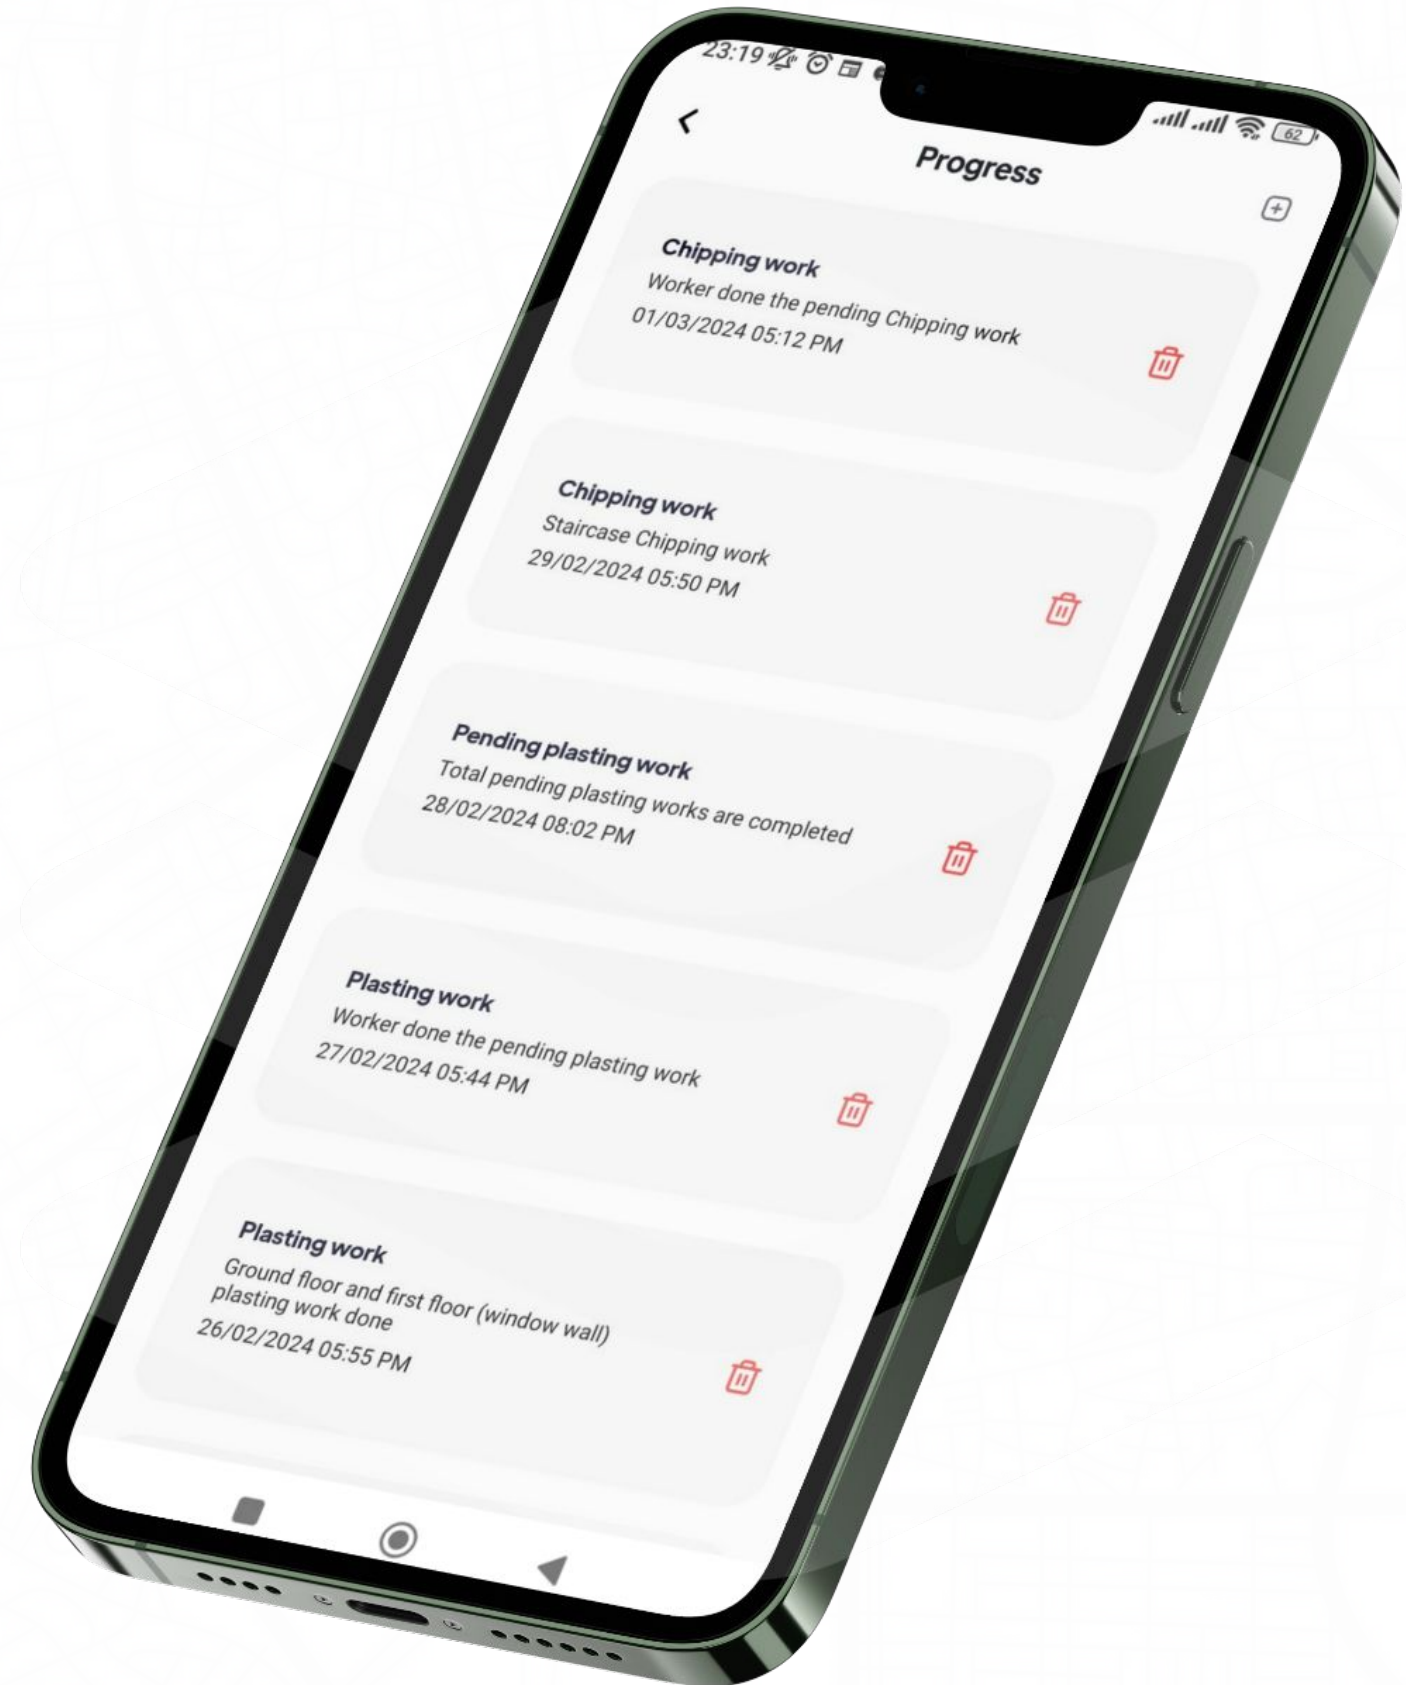 23:19
62
Progress
Chipping work
Worker done the pending Chipping work
01/03/2024 05:12 PM
Chipping work
Staircase Chipping work
29/02/2024 05:50 PM
Pending plasting work
Total pending plasting works are completed
28/02/2024 08:02 PM
Plasting work
Worker done the pending plasting work
27/02/2024 05:44 PM
Plasting work
Ground floor and first floor (window wall)
plasting work done
26/02/2024 05:55 PM